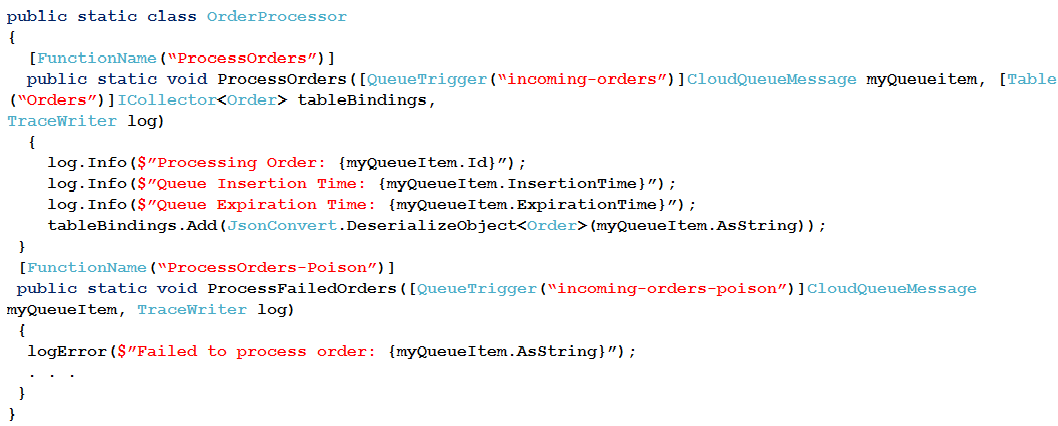 public static class OrderProcessor
{
  [FunctionName(“ProcessOrders”)]
  public static void ProcessOrders([QueueTrigger(“incoming-orders”)]CloudQueueMessage myQueueitem, [Table
(“Orders”)]ICollector<Order> tableBindings,
TraceWriter log)
  {
    log.Info($”Processing Order: {myQueueItem.Id}”);
    log.Info($”Queue Insertion Time: {myQueueItem.InsertionTime}”);
    log.Info($”Queue Expiration Time: {myQueueItem.ExpirationTime}”);
    tableBindings.Add(JsonConvert.DeserializeObject<Order>(myQueueItem.AsString));
 }
 [FunctionName(“ProcessOrders-Poison”)]
 public static void ProcessFailedOrders([QueueTrigger(“incoming-orders-poison”)]CloudQueueMessage
myQueueItem, TraceWriter log)
 {
  logError($”Failed to process order: {myQueueItem.AsString}”);
  . . .
 }
}